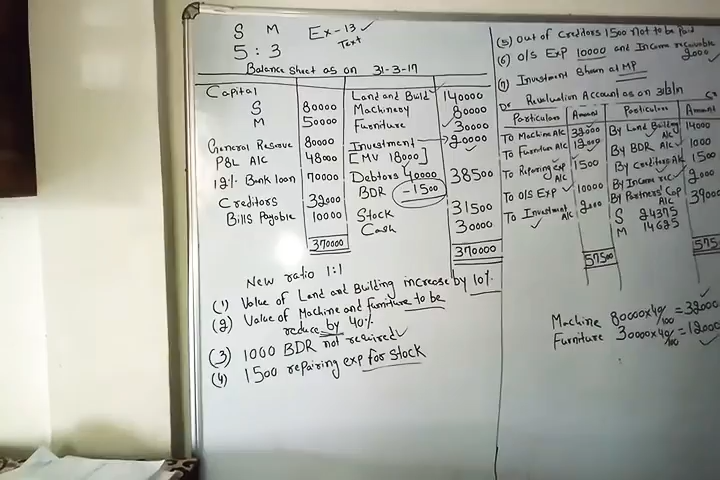 S M Ex-13
Text
5 : 3
Balance sheet as on 31-3-17
Capital
S 80000
M 50000
General Reserve 80000
P&L A/C 48000
12% Bank loan 70000
Creditors 32000
Bills Payable 10000
370000
Land and Build 140000
Machinery 80000
Furniture 30000
Investment 20000
[MV 18000]
Debtors 40000 38500
BDR -1500
Stock 31500
Cash 30000
370000
New ratio 1:1
(1) Value of Land and Building increase by 10%
(2) Value of Machine and furniture to be
reduce by 40%
(3) 1000 BDR not required
(4) 1500 repairing exp for stock
(5) out of creditors 1500 not to be paid
(6) O/S Exp 10000 and Income receivable
2000
(7) Investment shown at MP
Dr Revaluation Account as on Cr
Particulars Amount Particulars Amount
To Machine A/C 32000 By Land Building A/C 14000
To Furniture A/C 12000 By BDR A/C 1000
To Reparing Exp A/C 1500 By Creditors A/C 1500
To O/S Exp 10000 By Income rec. 2000
To Investment A/C 2000 By Partners' Cap A/C 39000
S 24375
M 14625
57500 575
Machine 80000x40/100 = 32000
Furniture 30000x40/100 = 12000